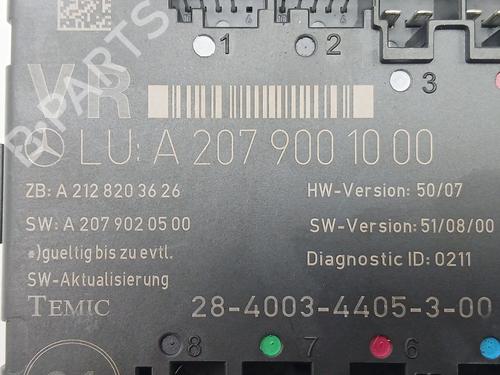 1
2
3
VR
B-PARTS
LU: A 207 900 10 00
ZB: A 212 820 36 26
HW-Version: 50/07
SW: A 207 902 05 00
SW-Version: 51/08/00
*)gueltig bis zu evtl.
Diagnostic ID: 0211
SW-Aktualisierung
TEMIC
28-4003-4405-3-00
8
7
6